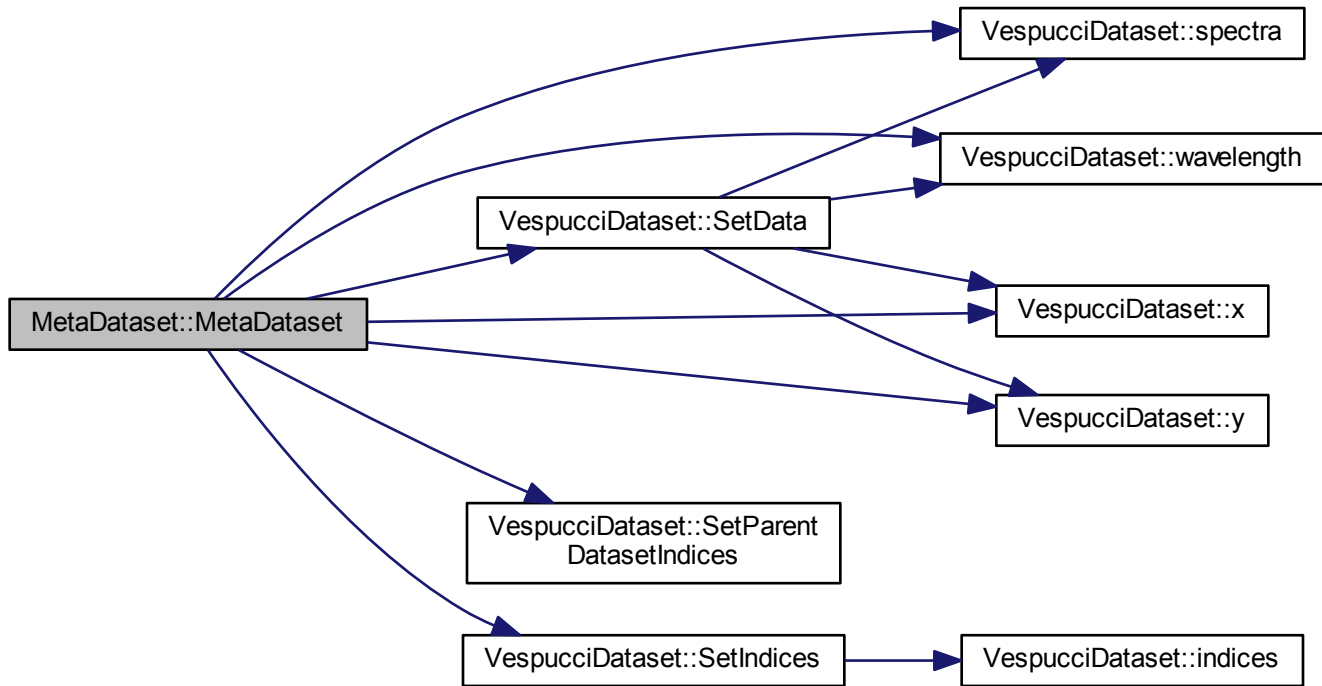 VespucciDataset::spectra
VespucciDataset::wavelength
VespucciDataset::SetData
VespucciDataset::x
MetaDataset::MetaDataset
VespucciDataset::y
VespucciDataset::SetParent
DatasetIndices
VespucciDataset::SetIndices
VespucciDataset::indices